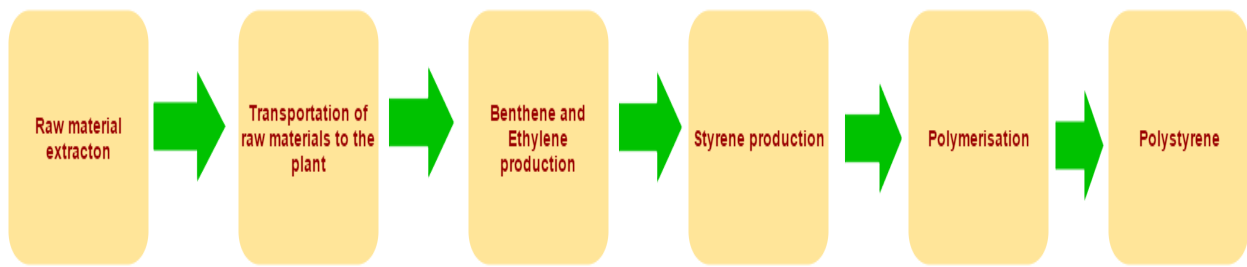 Raw material
extracton
Transportation of
raw materials to the
plant
Benthene and
Ethylene
production
Styrene production
Polymerisation
Polystyrene